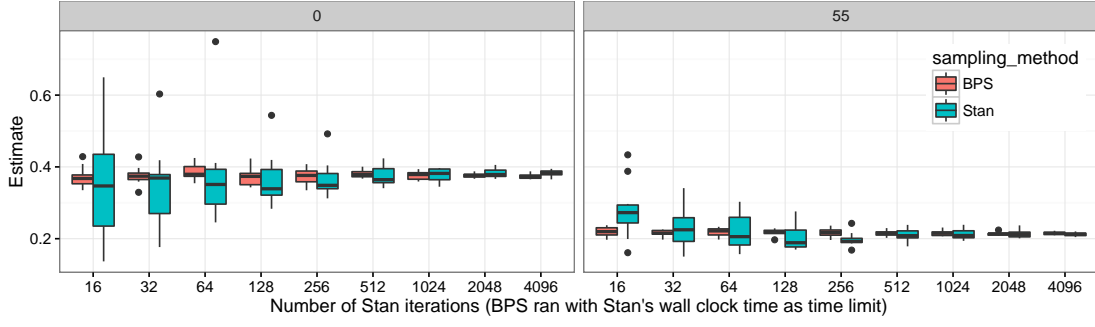 0
55
Estimate
0.6
0.4
0.2
sampling_method
BPS
Stan
16 32 64 128 256 512 1024 2048 4096
16 32 64 128 256 512 1024 2048 4096
Number of Stan iterations (BPS ran with Stan's wall clock time as time limit)